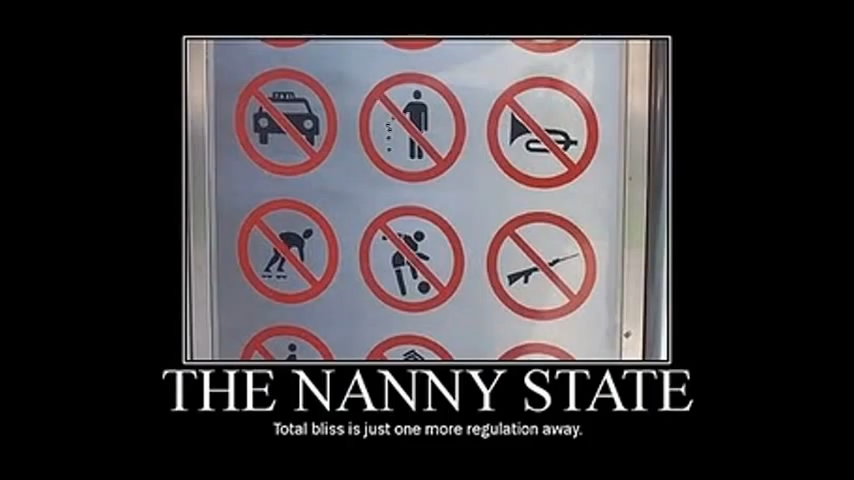 THE NANNY STATE
Total bliss is just one more regulation away.